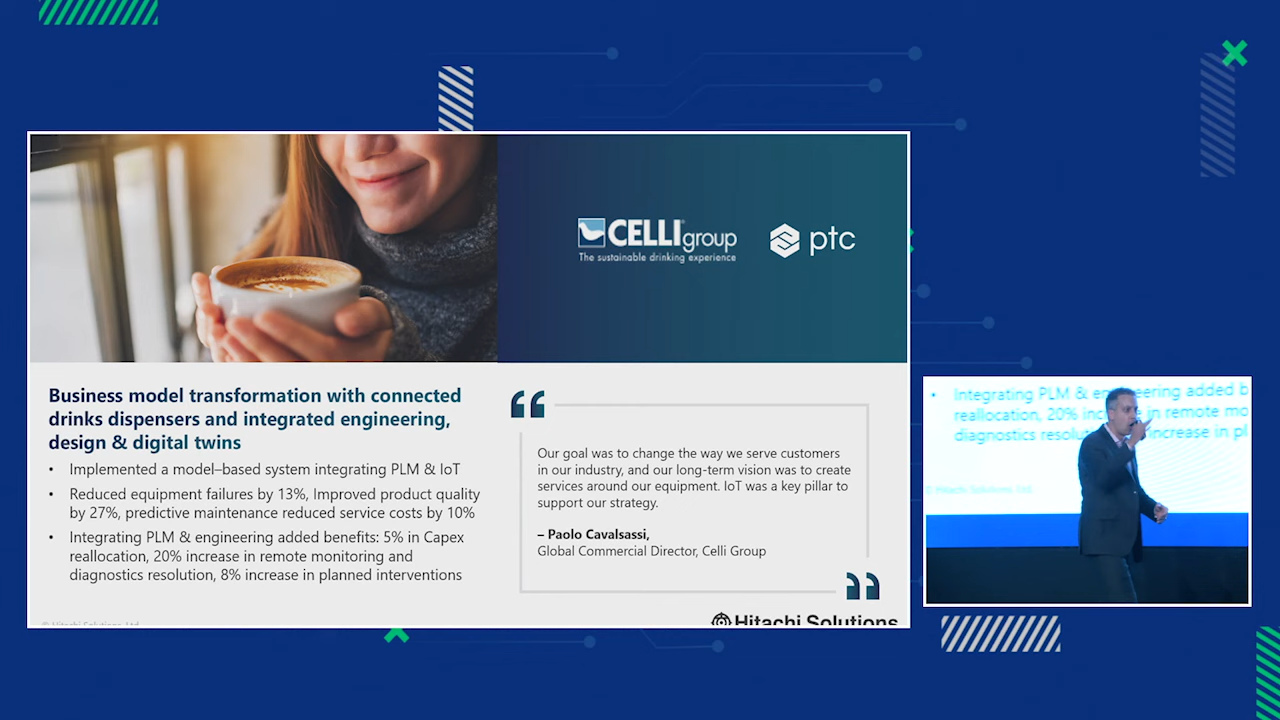 CELLI group
The sustainable drinking experience
ptc
Business model transformation with connected
drinks dispensers and integrated engineering,
design & digital twins
• Implemented a model–based system integrating PLM & IoT
• Reduced equipment failures by 13%, Improved product quality
by 27%, predictive maintenance reduced service costs by 10%
• Integrating PLM & engineering added benefits: 5% in Capex
reallocation, 20% increase in remote monitoring and
diagnostics resolution, 8% increase in planned interventions
“
Our goal was to change the way we serve customers
in our industry, and our long-term vision was to create
services around our equipment. IoT was a key pillar to
support our strategy.
– Paolo Cavalsassi,
Global Commercial Director, Celli Group
”
© Hitachi Solutions, Ltd.
Hitachi Solutions
• Integrating PLM & engineering added b
reallocation, 20% in in remote mo
diagnostics increase in pl